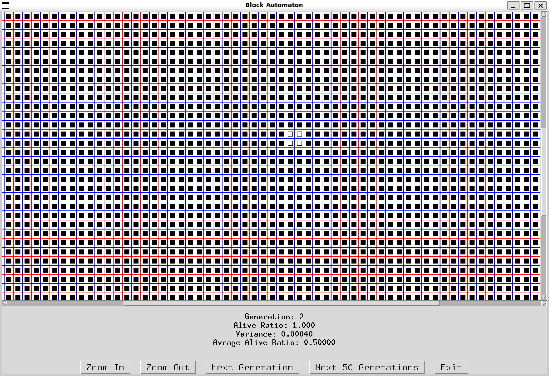 Block Automaton
Generation: 2
Alive Ratio: 1.000
Variance: 0.00040
Average Alive Ratio: 0.50000
Zoom In Zoom Out Next Generation Next 50 Generations Exit